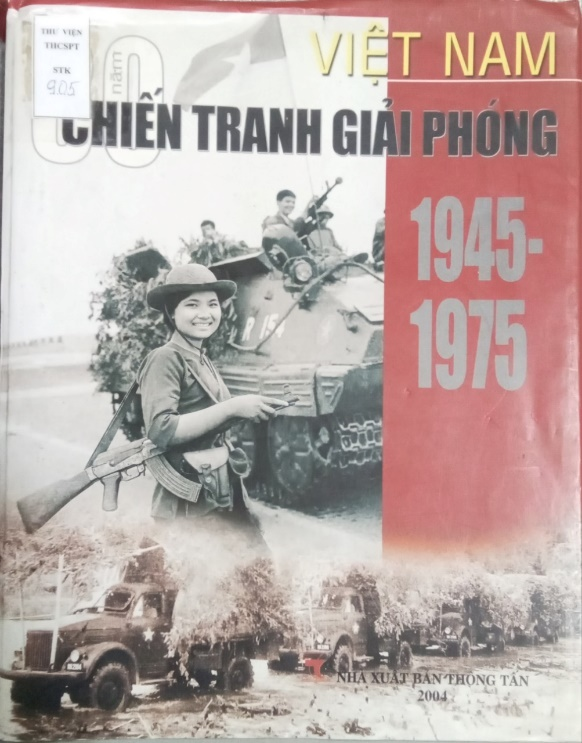 THƯ VIỆN
THCSPT
STK
905
năm
VIỆT NAM
CHIẾN TRANH GIẢI PHÓNG
1945-
1975
R 154
NHÀ XUẤT BẢN THÔNG TẤN
2004